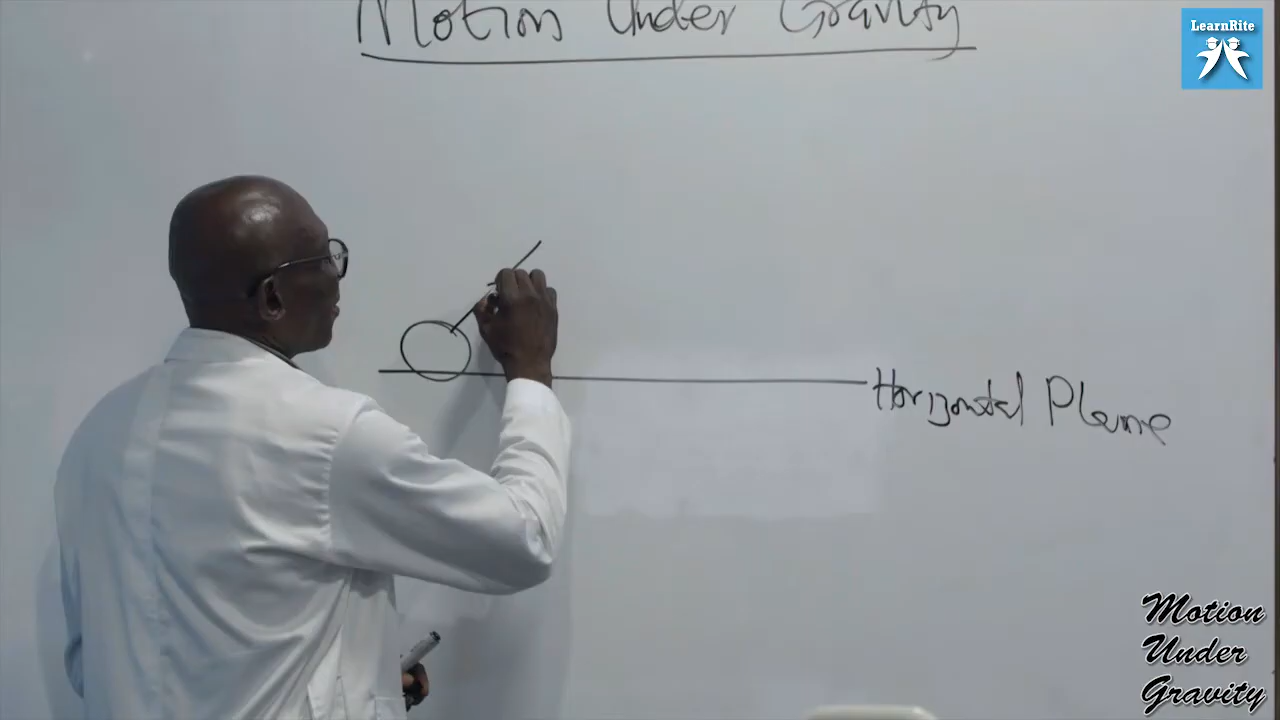 Motion Under Gravity
LearnRite
Horizontal Plane
Motion
Under
Gravity